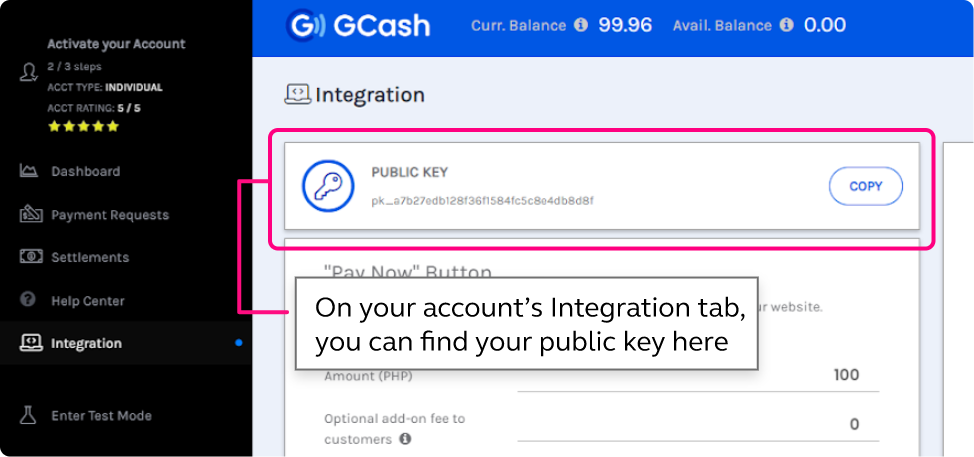 Activate your Account
2 / 3 steps
ACCT TYPE: INDIVIDUAL
ACCT RATING: 5 / 5
Dashboard
Payment Requests
Settlements
Help Center
Integration
Enter Test Mode
GCash
Curr. Balance 99.96 Avail. Balance 0.00
Integration
PUBLIC KEY
pk_a7b27edb128f36f1584fc5c8e4db8d8f
COPY
"Pay Now" Button
website.
On your account's Integration tab,
you can find your public key here
Amount (PHP) 100
Optional add-on fee to
customers 0